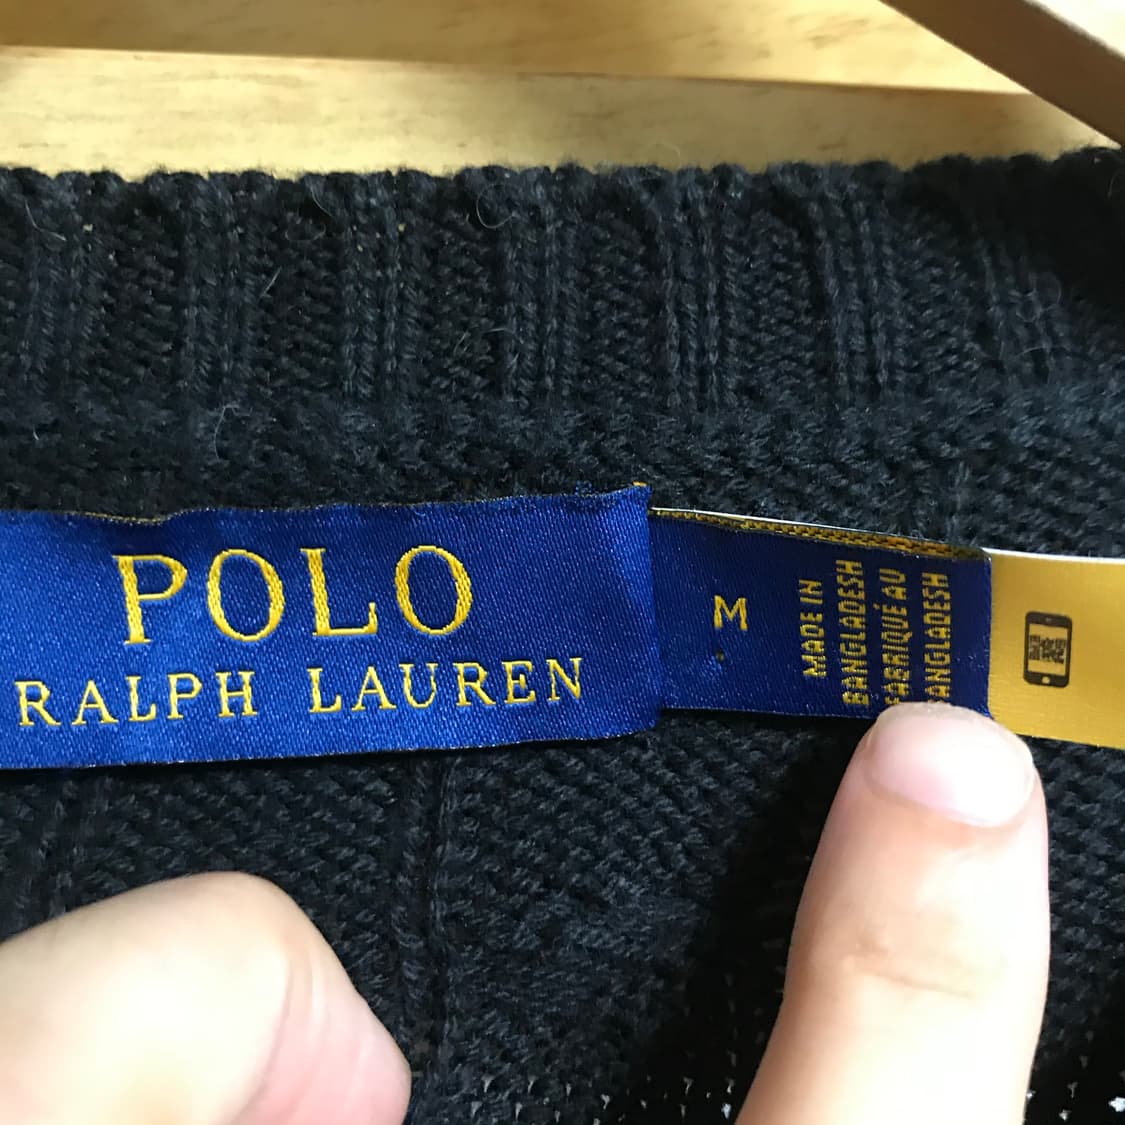 POLO
RALPH LAUREN
M
MADE IN
BANGLADESH
FABRIQUÉ AU
BANGLADESH